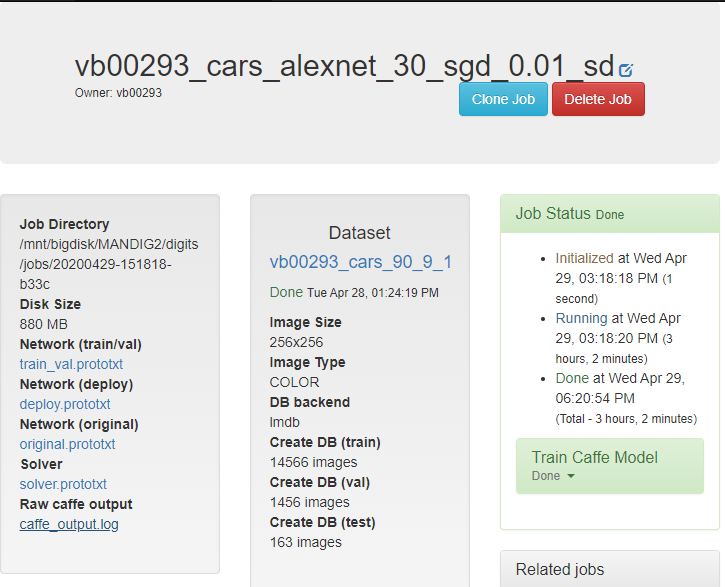 vb00293_cars_alexnet_30_sgd_0.01_sd
Owner: vb00293
Clone Job
Delete Job
Job Directory
/mnt/bigdisk/MANDIG2/digits
/jobs/20200429-151818-
b33c
Disk Size
880 MB
Network (train/val)
train_val.prototxt
Network (deploy)
deploy.prototxt
Network (original)
original.prototxt
Solver
solver.prototxt
Raw caffe output
caffe_output.log
Dataset
vb00293_cars_90_9_1
Done Tue Apr 28, 01:24:19 PM
Image Size
256x256
Image Type
COLOR
DB backend
lmdb
Create DB (train)
14566 images
Create DB (val)
1456 images
Create DB (test)
163 images
Job Status Done
Initialized at Wed Apr
29, 03:18:18 PM (1
second)
Running at Wed Apr
29, 03:18:20 PM (3
hours, 2 minutes)
Done at Wed Apr 29,
06:20:54 PM
(Total - 3 hours, 2 minutes)
Train Caffe Model
Done
Related jobs